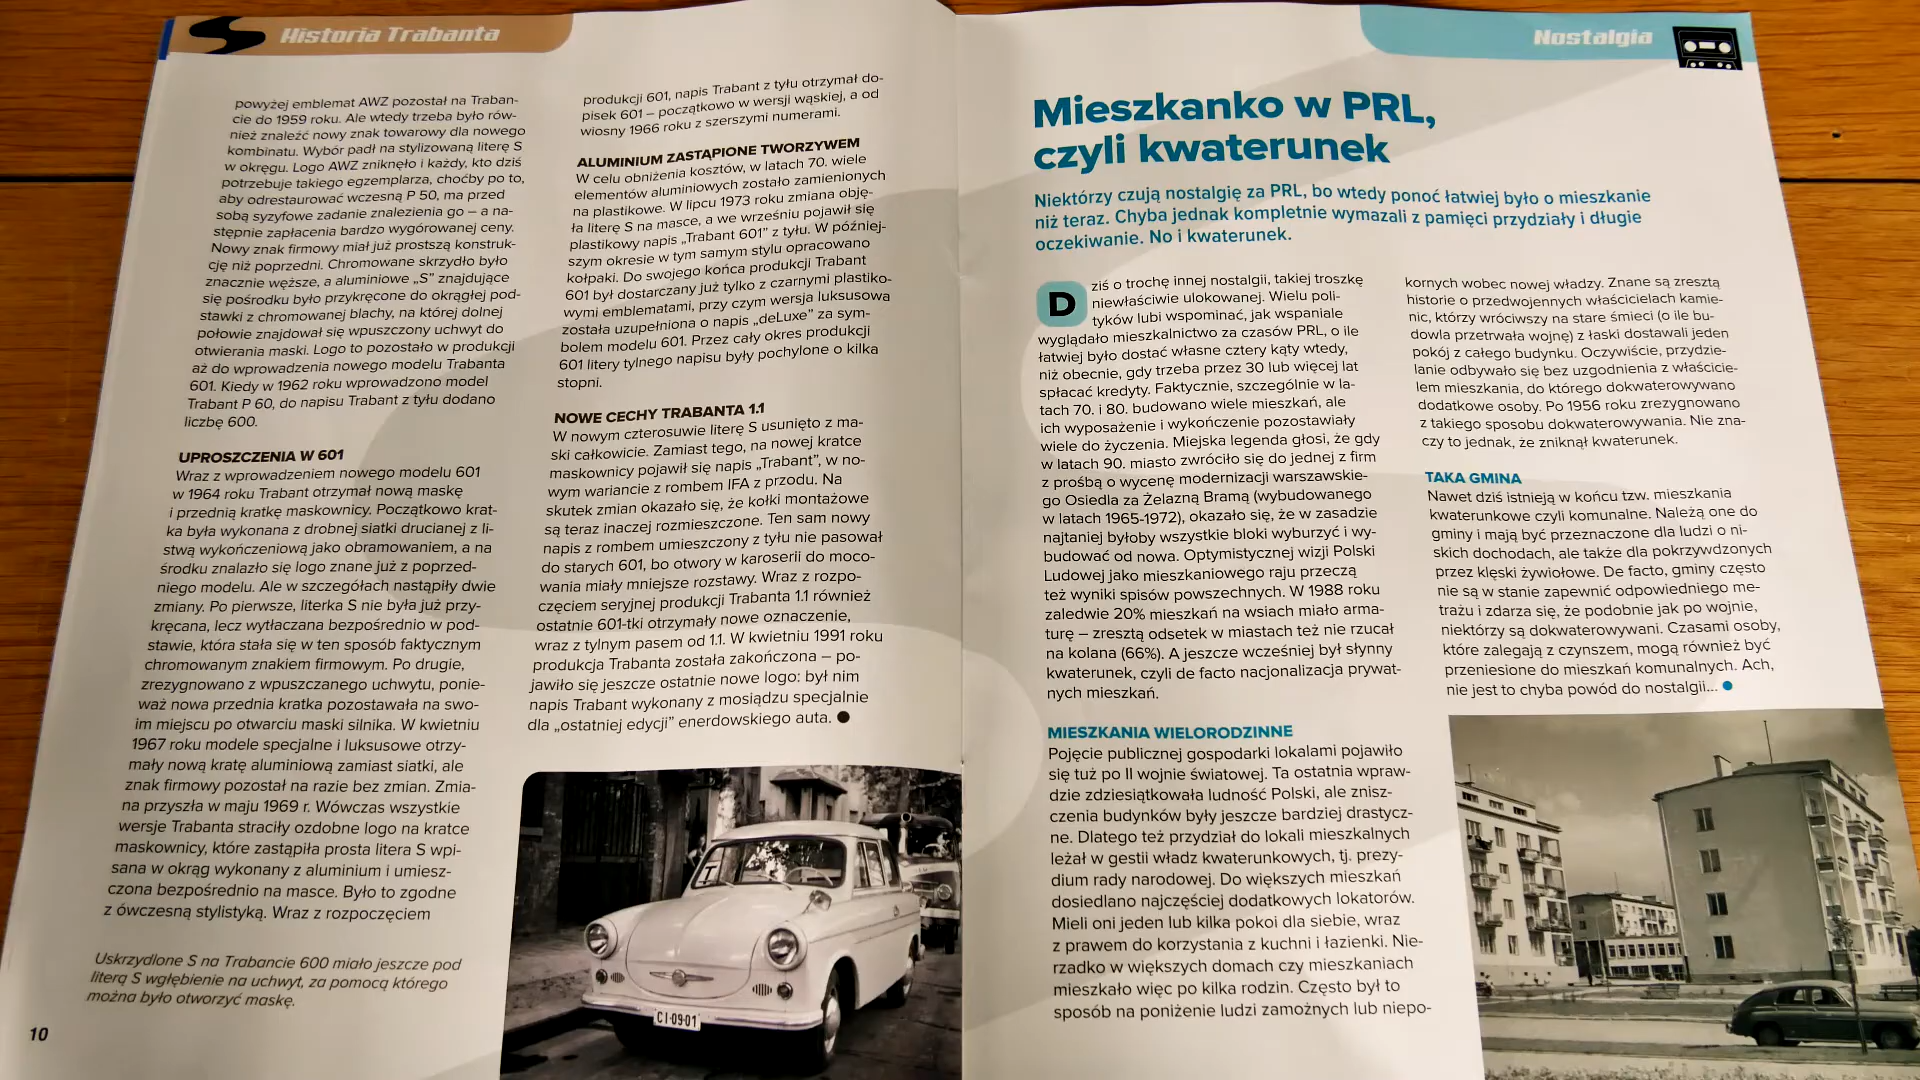 Historia Trabanta
powyżej emblemat AWZ pozostał na Traban-
cie do 1959 roku. Ale wtedy trzeba było rów-
nież znaleźć nowy znak towarowy dla nowego
kombinatu. Wybór padł na stylizowaną literę S
w okręgu. Logo AWZ zniknęło i każdy, kto dziś
potrzebuje takiego egzemplarza, choćby po to,
aby odrestaurować wczesną P 50, ma przed
sobą syzyfowe zadanie znalezienia go – a na-
stępnie zapłacenia bardzo wygórowanej ceny.
Nowy znak firmowy miał już prostszą konstruk-
cję niż poprzedni. Chromowane skrzydło było
znacznie węższe, a aluminiowe „S” znajdujące
się pośrodku było przykręcone do okrągłej pod-
stawki z chromowanej blachy, na której dolnej
połowie znajdował się wpuszczony uchwyt do
otwierania maski. Logo to pozostało w produkcji
aż do wprowadzenia nowego modelu Trabanta
601. Kiedy w 1962 roku wprowadzono model
Trabant P 60, do napisu Trabant z tyłu dodano
liczbę 600.
UPROSZCZENIA W 601
Wraz z wprowadzeniem nowego modelu 601
w 1964 roku Trabant otrzymał nową maskę
i przednią kratkę maskownicy. Początkowo krat-
ka była wykonana z drobnej siatki drucianej z li-
stwą wykończeniową jako obramowaniem, a na
środku znalazło się logo znane już z poprzed-
niego modelu. Ale w szczegółach nastąpiły dwie
zmiany. Po pierwsze, literka S nie była już przy-
kręcana, lecz wytłaczana bezpośrednio w pod-
stawie, która stała się w ten sposób faktycznym
chromowanym znakiem firmowym. Po drugie,
zrezygnowano z wpuszczanego uchwytu, ponie-
waż nowa przednia kratka pozostawała na swo-
im miejscu po otwarciu maski silnika. W kwietniu
1967 roku modele specjalne i luksusowe otrzy-
mały nową kratę aluminiową zamiast siatki, ale
znak firmowy pozostał na razie bez zmian. Zmia-
na przyszła w maju 1969 r. Wówczas wszystkie
wersje Trabanta straciły ozdobne logo na kratce
maskownicy, które zastąpiła prosta litera S wpi-
sana w okrąg wykonany z aluminium i umiesz-
czona bezpośrednio na masce. Było to zgodne
z ówczesną stylistyką. Wraz z rozpoczęciem
Uskrzydlone S na Trabancie 600 miało jeszcze pod
literą S wgłębienie na uchwyt, za pomocą którego
można było otworzyć maskę.
10
produkcji 601, napis Trabant z tyłu otrzymał do-
pisek 601 – początkowo w wersji wąskiej, a od
wiosny 1966 roku z szerszymi numerami.
ALUMINIUM ZASTĄPIONE TWORZYWEM
W celu obniżenia kosztów, w latach 70. wiele
elementów aluminiowych zostało zamienionych
na plastikowe. W lipcu 1973 roku zmiana obję-
ła literę S na masce, a we wrześniu pojawił się
plastikowy napis „Trabant 601” z tyłu. W później-
szym okresie w tym samym stylu opracowano
kołpaki. Do swojego końca produkcji Trabant
601 był dostarczany już tylko z czarnymi plastiko-
wymi emblematami, przy czym wersja luksusowa
została uzupełniona o napis „deLuxe” za sym-
bolem modelu 601. Przez cały okres produkcji
601 litery tylnego napisu były pochylone o kilka
stopni.
NOWE CECHY TRABANTA 1.1
W nowym czterosuwie literę S usunięto z ma-
ski całkowicie. Zamiast tego, na nowej kratce
maskownicy pojawił się napis „Trabant”, w no-
wym wariancie z rombem IFA z przodu. Na
skutek zmian okazało się, że kołki montażowe
są teraz inaczej rozmieszczone. Ten sam nowy
napis z rombem umieszczony z tyłu nie pasował
do starych 601, bo otwory w karoserii do moco-
wania miały mniejsze rozstawy. Wraz z rozpo-
częciem seryjnej produkcji Trabanta 1.1 również
ostatnie 601-tki otrzymały nowe oznaczenie,
wraz z tylnym pasem od 1.1. W kwietniu 1991 roku
produkcja Trabanta została zakończona – po-
jawiło się jeszcze ostatnie nowe logo: był nim
napis Trabant wykonany z mosiądzu specjalnie
dla „ostatniej edycji” enerdowskiego auta.
CI-09-01
Nostalgia
Mieszkanko w PRL,
czyli kwaterunek
Niektórzy czują nostalgię za PRL, bo wtedy ponoć łatwiej było o mieszkanie
niż teraz. Chyba jednak kompletnie wymazali z pamięci przydziały i długie
oczekiwanie. No i kwaterunek.
Dziś o trochę innej nostalgii, takiej troszkę
niewłaściwie ulokowanej. Wielu poli-
tyków lubi wspominać, jak wspaniale
wyglądało mieszkalnictwo za czasów PRL, o ile
łatwiej było dostać własne cztery kąty wtedy,
niż obecnie, gdy trzeba przez 30 lub więcej lat
spłacać kredyty. Faktycznie, szczególnie w la-
tach 70. i 80. budowano wiele mieszkań, ale
ich wyposażenie i wykończenie pozostawiały
wiele do życzenia. Miejska legenda głosi, że gdy
w latach 90. miasto zwróciło się do jednej z firm
z prośbą o wycenę modernizacji warszawskie-
go Osiedla za Żelazną Bramą (wybudowanego
w latach 1965-1972), okazało się, że w zasadzie
najtaniej byłoby wszystkie bloki wyburzyć i wy-
budować od nowa. Optymistycznej wizji Polski
Ludowej jako mieszkaniowego raju przeczą
też wyniki spisów powszechnych. W 1988 roku
zaledwie 20% mieszkań na wsiach miało arma-
turę – zresztą odsetek w miastach też nie rzucał
na kolana (66%). A jeszcze wcześniej był słynny
kwaterunek, czyli de facto nacjonalizacja prywat-
nych mieszkań.
MIESZKANIA WIELORODZINNE
Pojęcie publicznej gospodarki lokalami pojawiło
się tuż po II wojnie światowej. Ta ostatnia wpraw-
dzie zdziesiątkowała ludność Polski, ale znisz-
czenia budynków były jeszcze bardziej drastycz-
ne. Dlatego też przydział do lokali mieszkalnych
leżał w gestii władz kwaterunkowych, tj. prezy-
dium rady narodowej. Do większych mieszkań
dosiedlano najczęściej dodatkowych lokatorów.
Mieli oni jeden lub kilka pokoi dla siebie, wraz
z prawem do korzystania z kuchni i łazienki. Nie-
rzadko w większych domach czy mieszkaniach
mieszkało więc po kilka rodzin. Często był to
sposób na poniżenie ludzi zamożnych lub niepo-
kornych wobec nowej władzy. Znane są zresztą
historie o przedwojennych właścicielach kamie-
nic, którzy wróciwszy na stare śmieci (o ile bu-
dowla przetrwała wojnę) z łaski dostawali jeden
pokój z całego budynku. Oczywiście, przydzie-
lanie odbywało się bez uzgodnienia z właścicie-
lem mieszkania, do którego dokwaterowywano
dodatkowe osoby. Po 1956 roku zrezygnowano
z takiego sposobu dokwaterowywania. Nie zna-
czy to jednak, że zniknął kwaterunek.
TAKA GMINA
Nawet dziś istnieją w końcu tzw. mieszkania
kwaterunkowe czyli komunalne. Należą one do
gminy i mają być przeznaczone dla ludzi o ni-
skich dochodach, ale także dla pokrzywdzonych
przez klęski żywiołowe. De facto, gminy często
nie są w stanie zapewnić odpowiedniego me-
trażu i zdarza się, że podobnie jak po wojnie,
niektórzy są dokwaterowywani. Czasami osoby,
które zalegają z czynszem, mogą również być
przeniesione do mieszkań komunalnych. Ach,
nie jest to chyba powód do nostalgii...